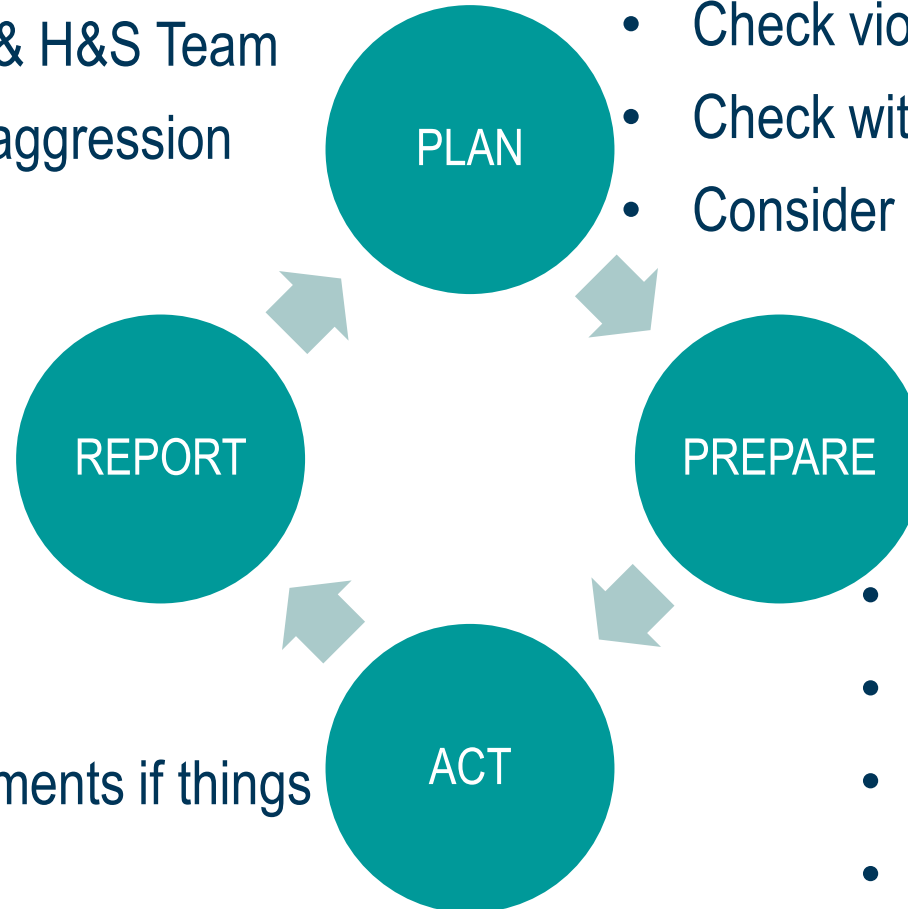 & H&S Team
aggression
PLAN
• Check vio
• Check wit
• Consider
REPORT
PREPARE
•
•
•
•
ments if things
ACT